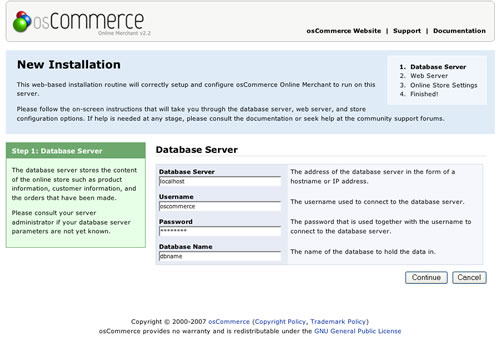 osCommerce
Online Merchant v2.2
osCommerce Website | Support | Documentation
New Installation
This web-based installation routine will correctly setup and configure osCommerce Online Merchant to run on this
server.
Please follow the on-screen instructions that will take you through the database server, web server, and store
configuration options. If help is needed at any stage, please consult the documentation or seek help at the community support forums.
1. Database Server
2. Web Server
3. Online Store Settings
4. Finished!
Step 1: Database Server
The database server stores the content
of the online store such as product
information, customer information, and
the orders that have been made.
Please consult your server
administrator if your database server
parameters are not yet known.
Database Server
Database Server
localhost
The address of the database server in the form of a
hostname or IP address.
Username
oscommerce
The username used to connect to the database server.
Password
********
The password that is used together with the username to
connect to the database server.
Database Name
dbname
The name of the database to hold the data in.
Continue Cancel
Copyright © 2000-2007 osCommerce (Copyright Policy, Trademark Policy)
osCommerce provides no warranty and is redistributable under the GNU General Public License